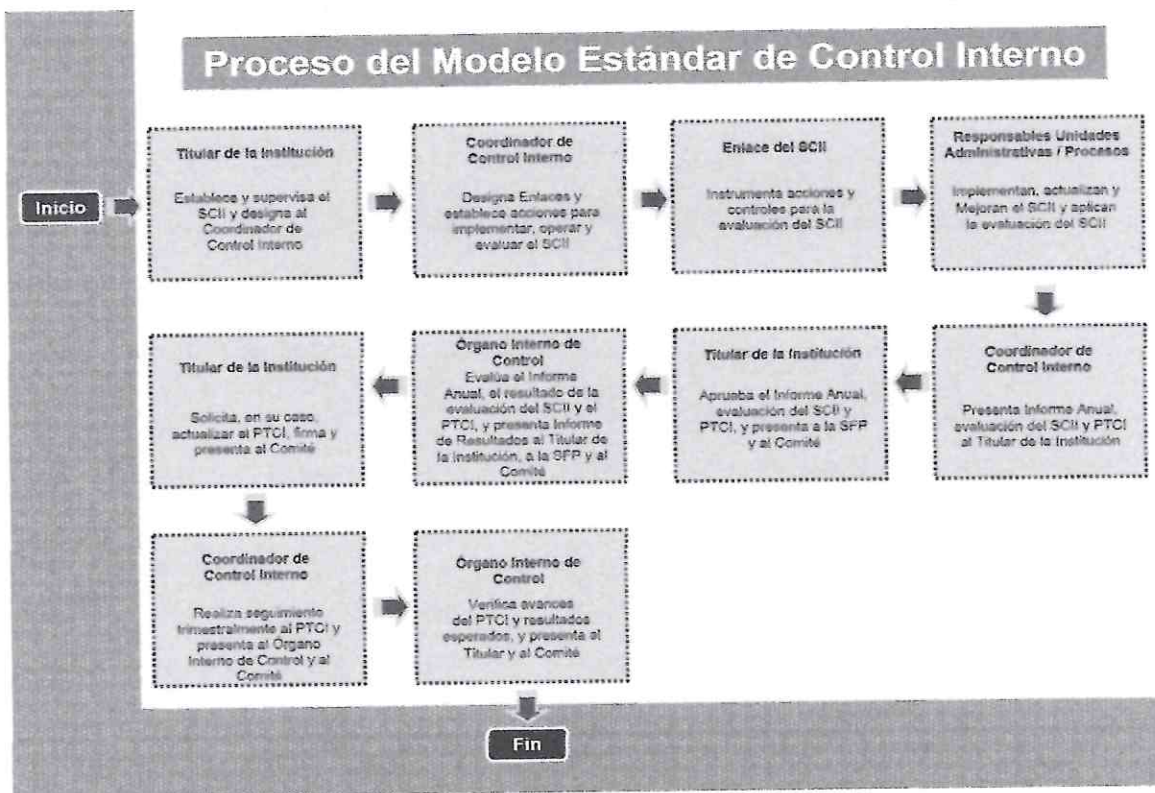 Proceso del Modelo Estándar de Control Interno
Inicio
Titular de la Institución
Establece y supervisa el
SCII y designa al
Coordinador de
Control Interno
Coordinador de
Control Interno
Designa Enlaces y
establece acciones para
implementar, operar y
evaluar el SCII
Enlace del SCII
Instrumenta acciones y
controles para la
evaluación del SCII
Responsables Unidades
Administrativas / Procesos
Implementan, actualizan y
Mejoran el SCII y aplican
la evaluación del SCII
Coordinador de
Control Interno
Presenta Informe Anual,
evaluación del SCII y PTCI
al Titular de la Institución
Titular de la Institución
Aprueba el Informe Anual,
evaluación del SCII y
PTCI, y presenta a la SFP
y al Comité
Órgano Interno de
Control
Evalúa el Informe
Anual, el resultado de la
evaluación del SCII y el
PTCI, y presenta Informe
de Resultados al Titular de
la Institución, a la SFP y al
Comité
Titular de la Institución
Solicita, en su caso,
actualizar al PTCI, firma y
presenta al Comité
Coordinador de
Control Interno
Realiza seguimiento
trimestralmente al PTCI y
presenta al Órgano
Interno de Control y al
Comité
Órgano Interno de
Control
Verifica avances
del PTCI y resultados
esperados, y presenta al
Titular y al Comité
Fin